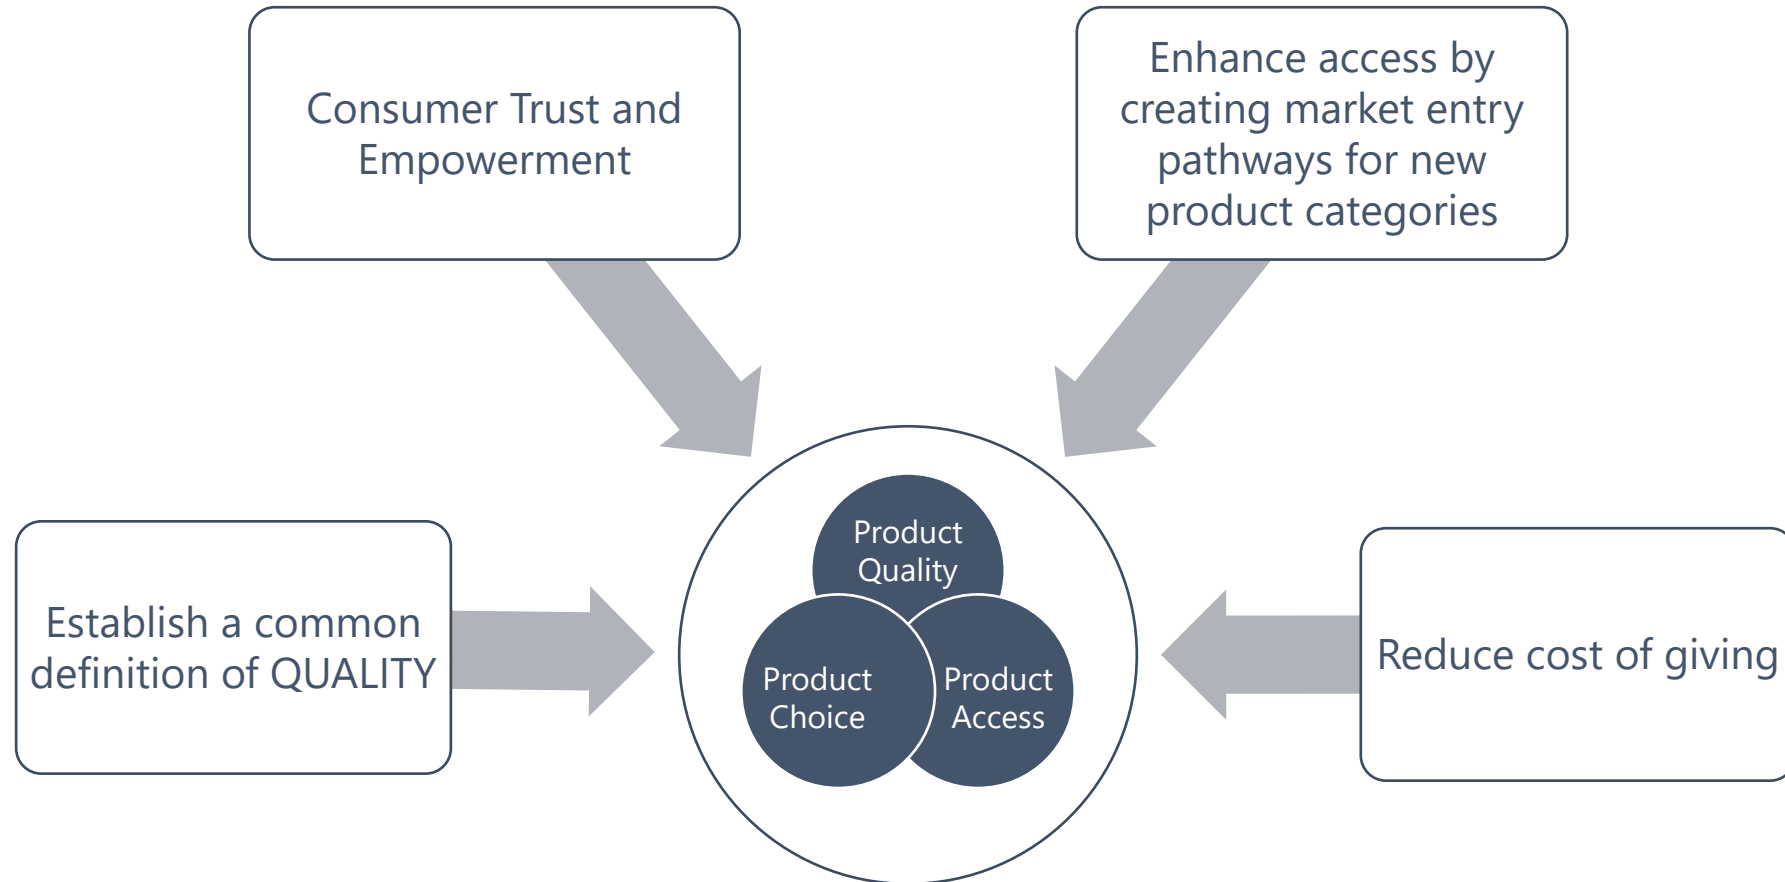 Consumer Trust and
Empowerment
Enhance access by
creating market entry
pathways for new
product categories
Establish a common
definition of QUALITY
Product
Quality
Product
Choice
Product
Access
Reduce cost of giving